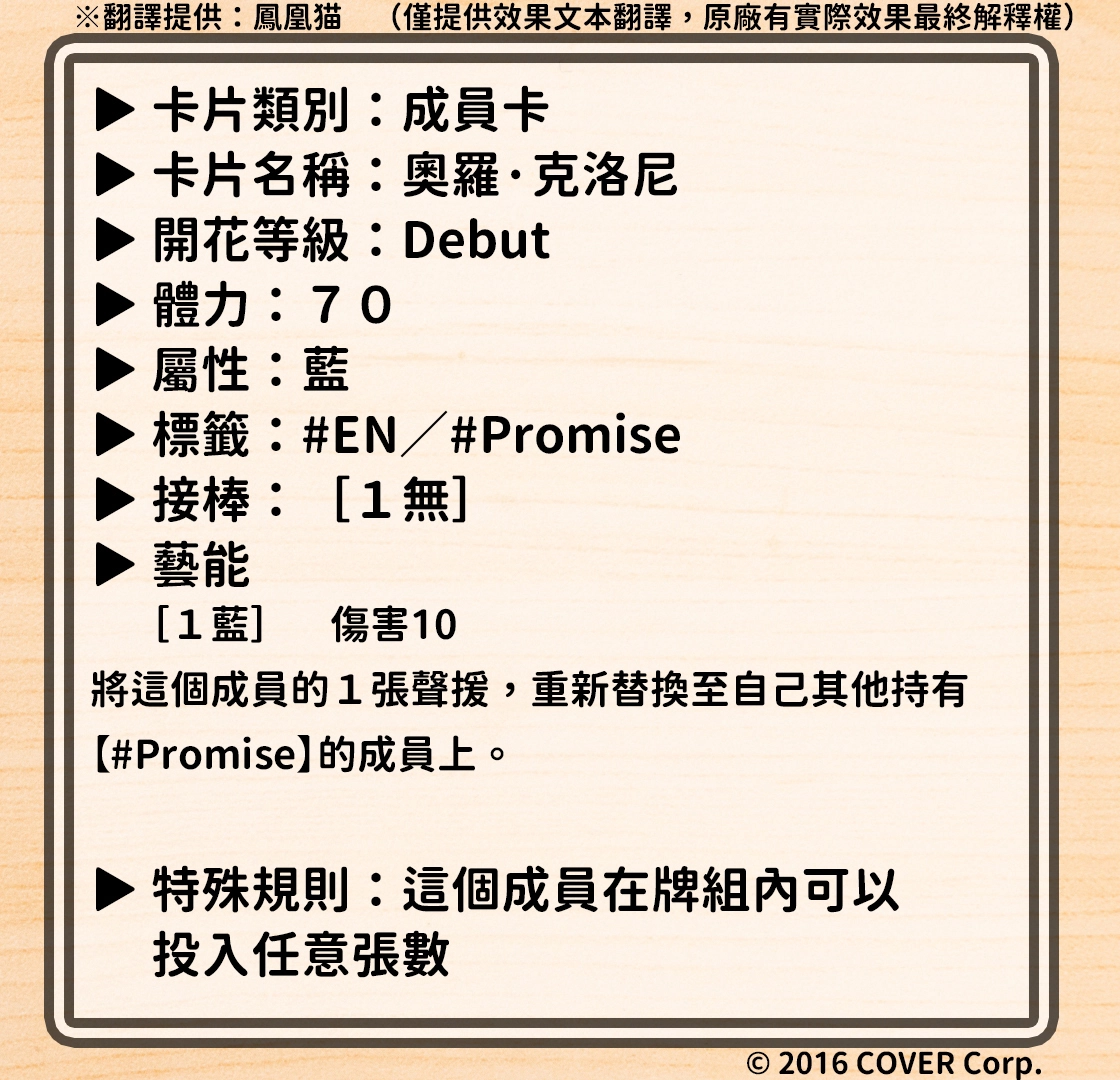 ※翻譯提供：鳳凰猫　（僅提供效果文本翻譯，原廠有實際效果最終解釋權）
▶ 卡片類別：成員卡
▶ 卡片名稱：奧羅·克洛尼
▶ 開花等級：Debut
▶ 體力：７０
▶ 屬性：藍
▶ 標籤：#EN／#Promise
▶ 接棒：［１無］
▶ 藝能
［１藍］　傷害10
將這個成員的１張聲援，重新替換至自己其他持有
【#Promise】的成員上。
▶ 特殊規則：這個成員在牌組內可以
投入任意張數
© 2016 COVER Corp.